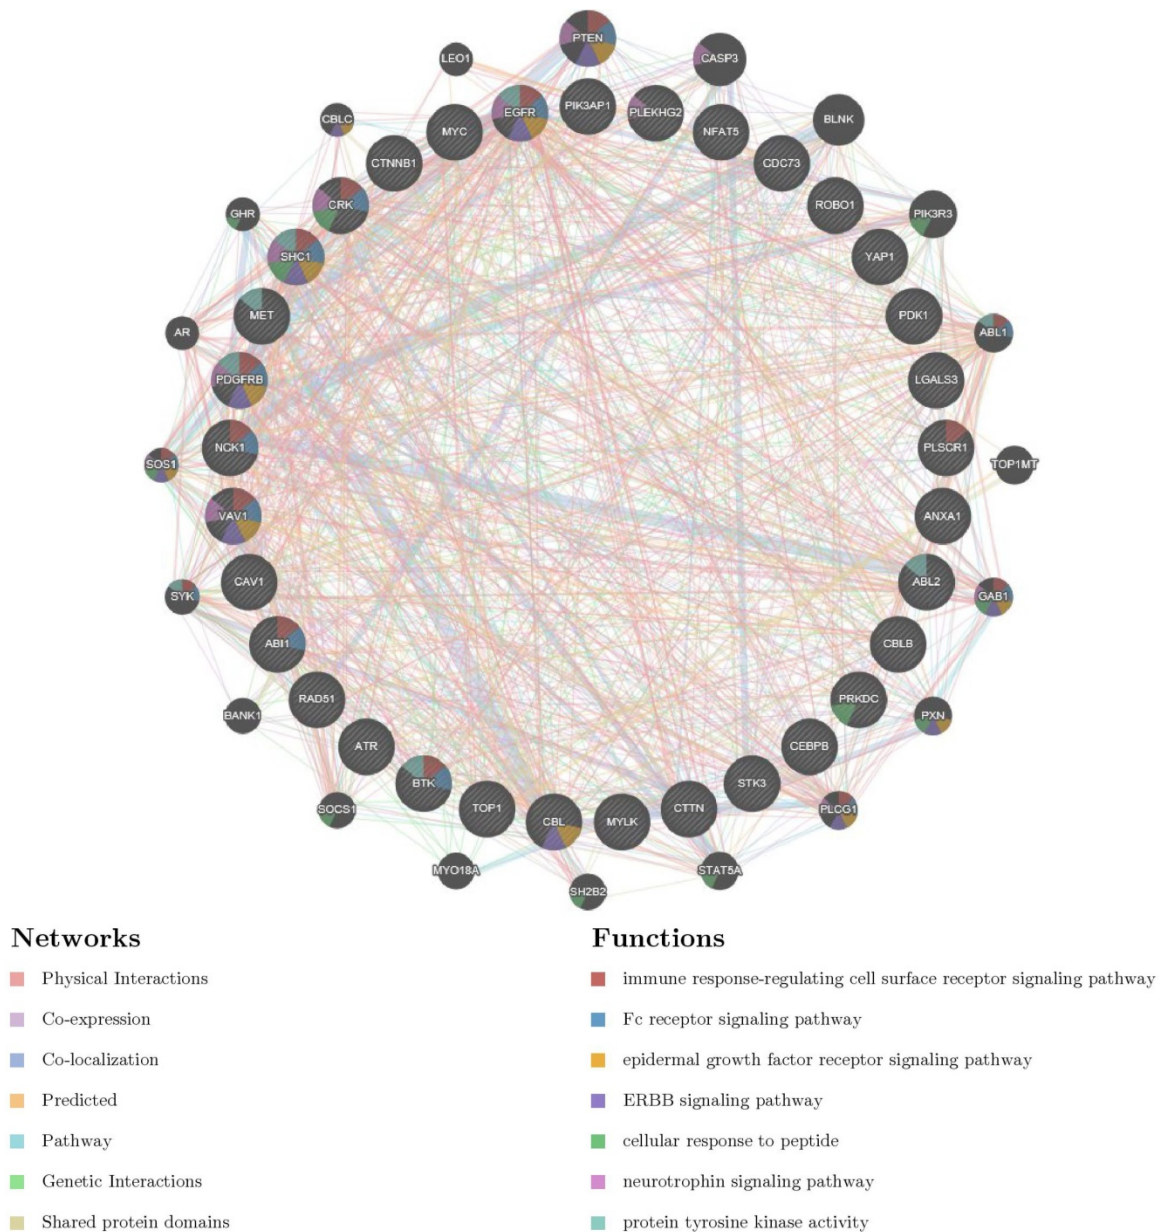 PTEN
LEO1
CASP3
EGFR
PIK3AP1
PLEKHG2
CBLC
MYC
NFAT5
BLNK
CTNNB1
CDC73
CRK
ROBO1
GHR
PIK3R3
SHC1
YAP1
MET
PDK1
AR
ABL1
PDGFRB
LGALS3
NCK1
PLSCR1
SOS1
TOP1MT
VAV1
ANXA1
CAV1
ABL2
SYK
GAB1
ABI1
CBLB
RAD51
PRKDC
BANK1
PXN
ATR
CEBPB
BTK
STK3
SOCS1
TOP1
CBL
MYLK
CTTN
PLCG1
MYO18A
STAT5A
SH2B2
Networks
Physical Interactions
Co-expression
Co-localization
Predicted
Pathway
Genetic Interactions
Shared protein domains
Functions
immune response-regulating cell surface receptor signaling pathway
Fc receptor signaling pathway
epidermal growth factor receptor signaling pathway
ERBB signaling pathway
cellular response to peptide
neurotrophin signaling pathway
protein tyrosine kinase activity